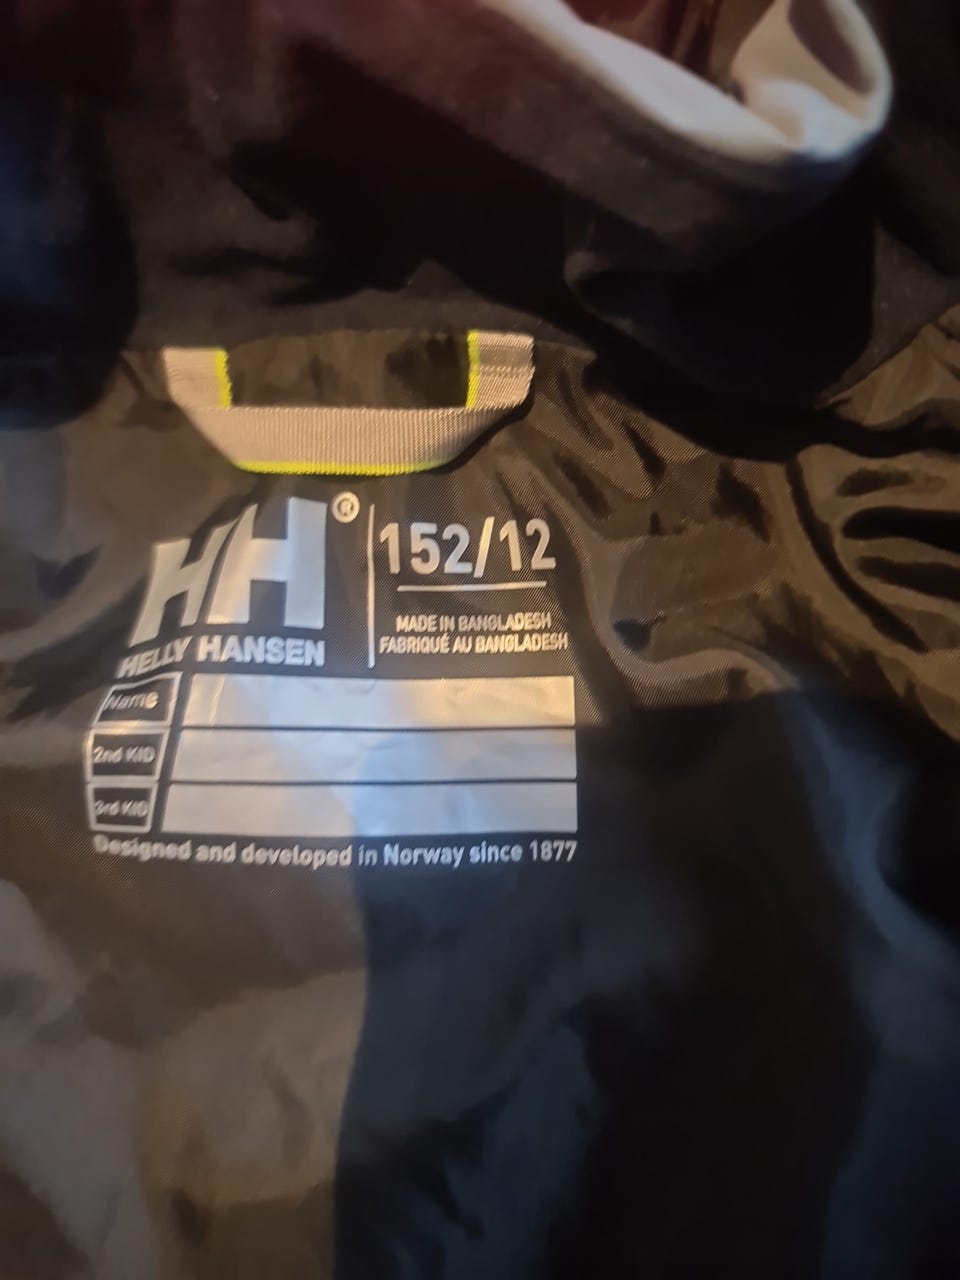 HH®
HELLY HANSEN
152/12
MADE IN BANGLADESH
FABRIQUÉ AU BANGLADESH
Name
2nd KID
3rd KID
Designed and developed in Norway since 1877